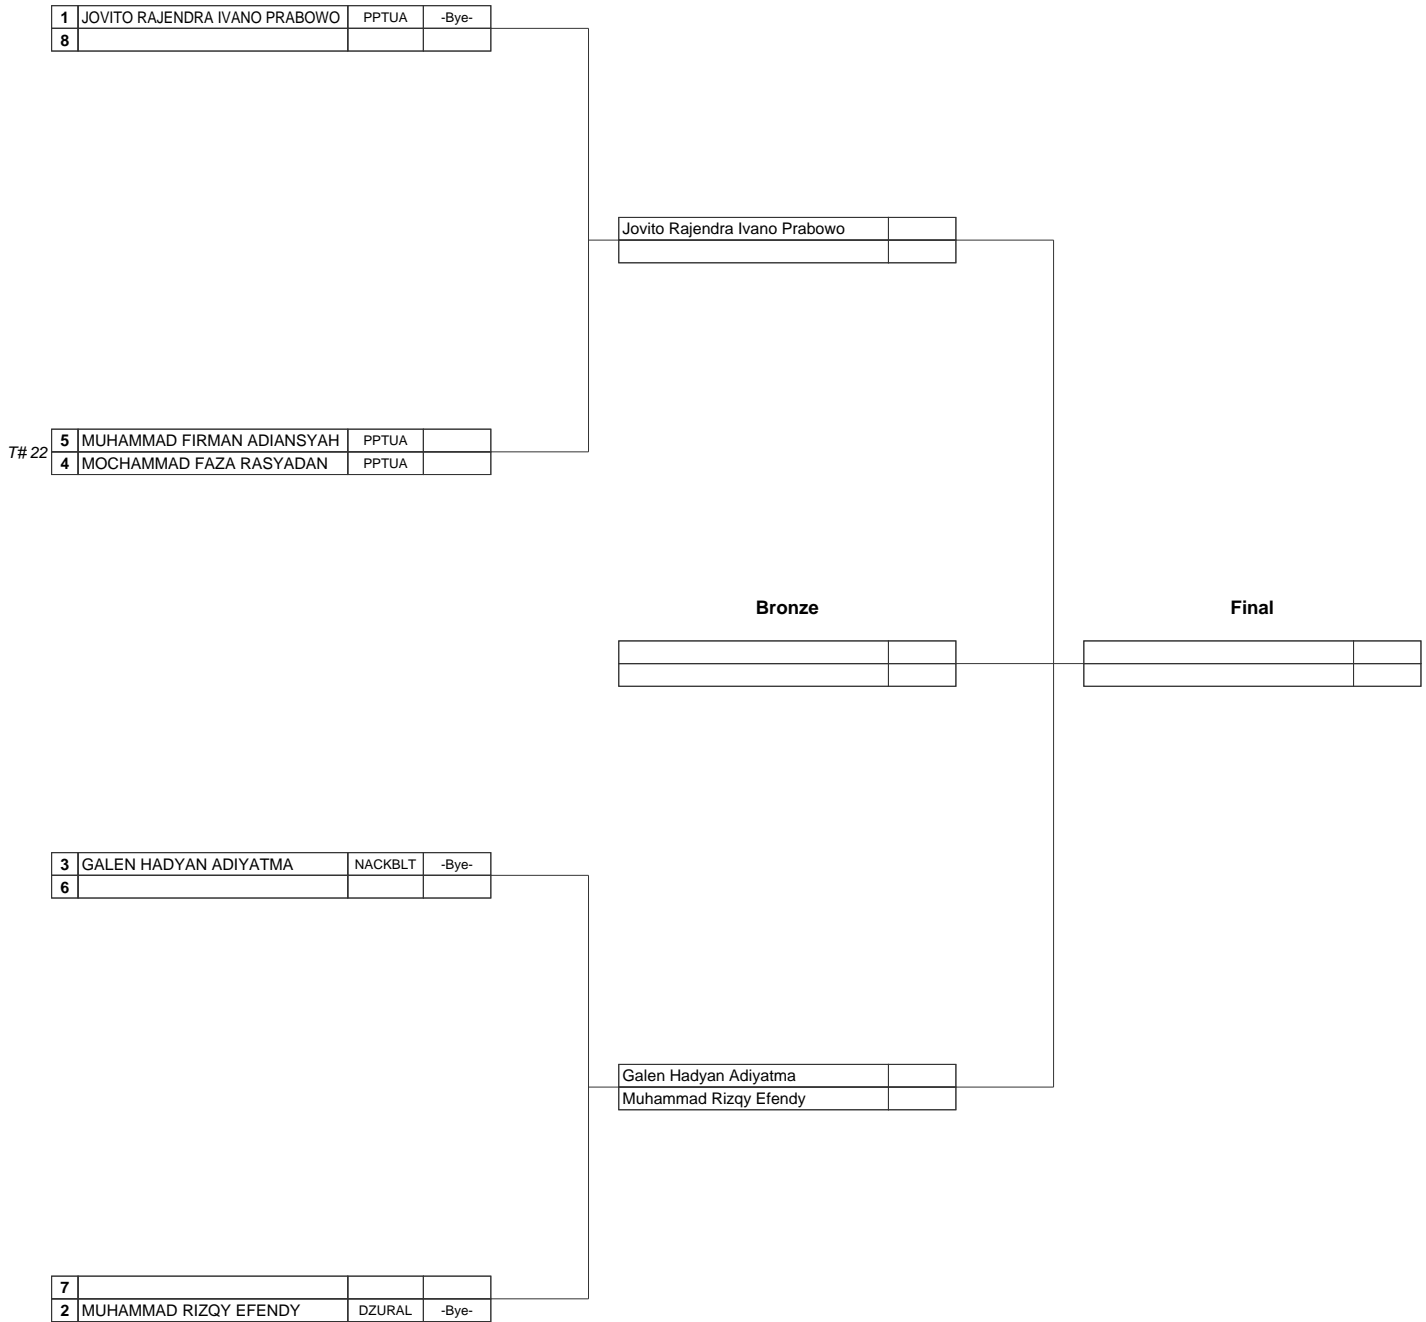 1 JOVITO RAJENDRA IVANO PRABOWO PPTUA -Bye-
8
Jovito Rajendra Ivano Prabowo
T# 22
5 MUHAMMAD FIRMAN ADIANSYAH PPTUA
4 MOCHAMMAD FAZA RASYADAN PPTUA
Bronze
Final
3 GALEN HADYAN ADIYATMA NACKBLT -Bye-
6
Galen Hadyan Adiyatma
Muhammad Rizqy Efendy
7
2 MUHAMMAD RIZQY EFENDY DZURAL -Bye-